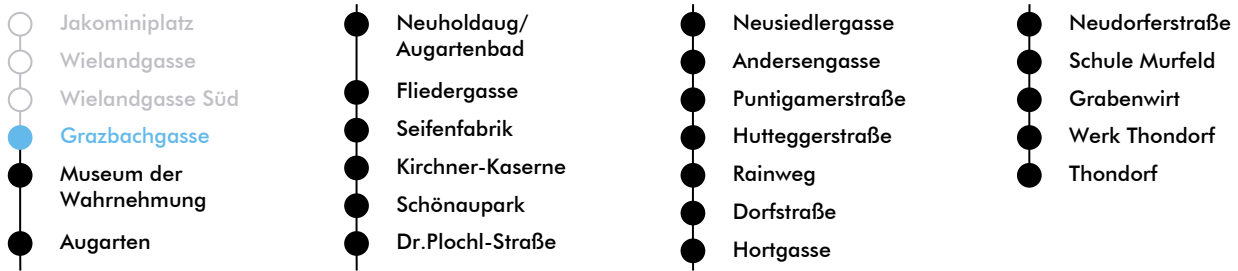 Jakominiplatz
Wielandgasse
Wielandgasse Süd
Grazbachgasse
Museum der
Wahrnehmung
Augarten
Neuholdaug/
Augartenbad
Fliedergasse
Seifenfabrik
Kirchner-Kaserne
Schönaupark
Dr.Plochl-Straße
Neusiedlergasse
Andersengasse
Puntigamerstraße
Hutteggerstraße
Rainweg
Dorfstraße
Hortgasse
Neudorferstraße
Schule Murfeld
Grabenwirt
Werk Thondorf
Thondorf